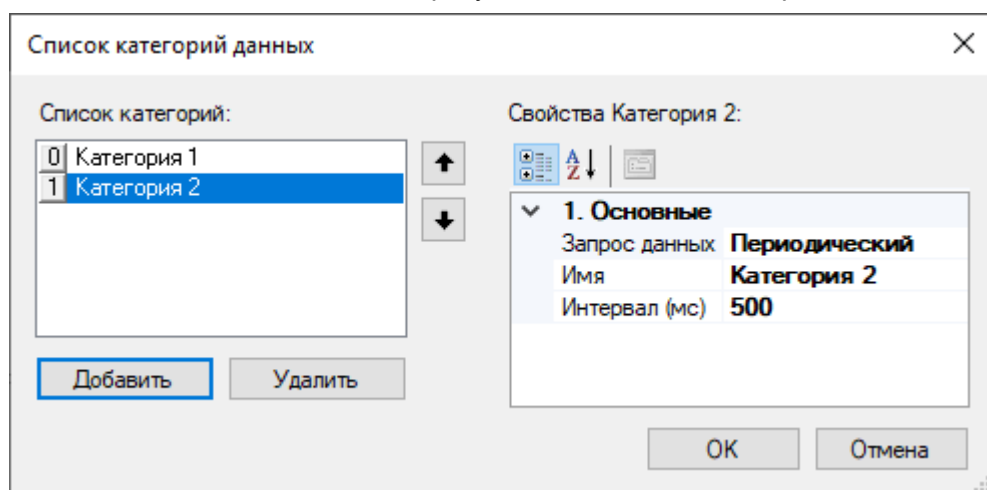 Список категорий данных
Список категорий:
0 Категория 1
1 Категория 2
Добавить Удалить
Свойства Категория 2:
A
Z
1. Основные
Запрос данных Периодический
Имя Категория 2
Интервал (мс) 500
OK Отмена